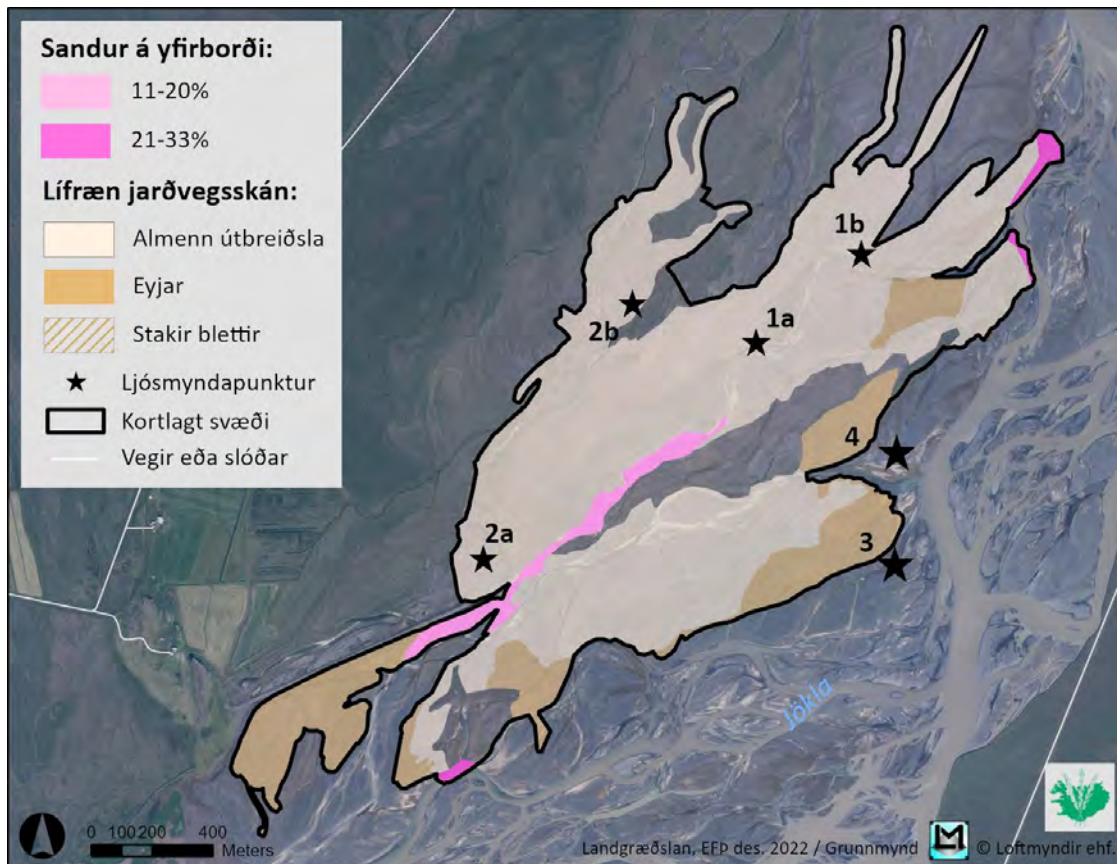 Sandur á yfirborði:
11-20%
21-33%
Lífræn jarðvegsskán:
Almenn útbreiðsla
Eyjar
Stakir blettir
Ljósmyndapunktur
Kortlagt svæði
Vegir eða slóðar
1b
2b
1a
4
2a
3
Jökla
0 100 200 400
Meters
Landgræðslan, EFÞ des. 2022 / Grunnmynd © Loftmyndir ehf.